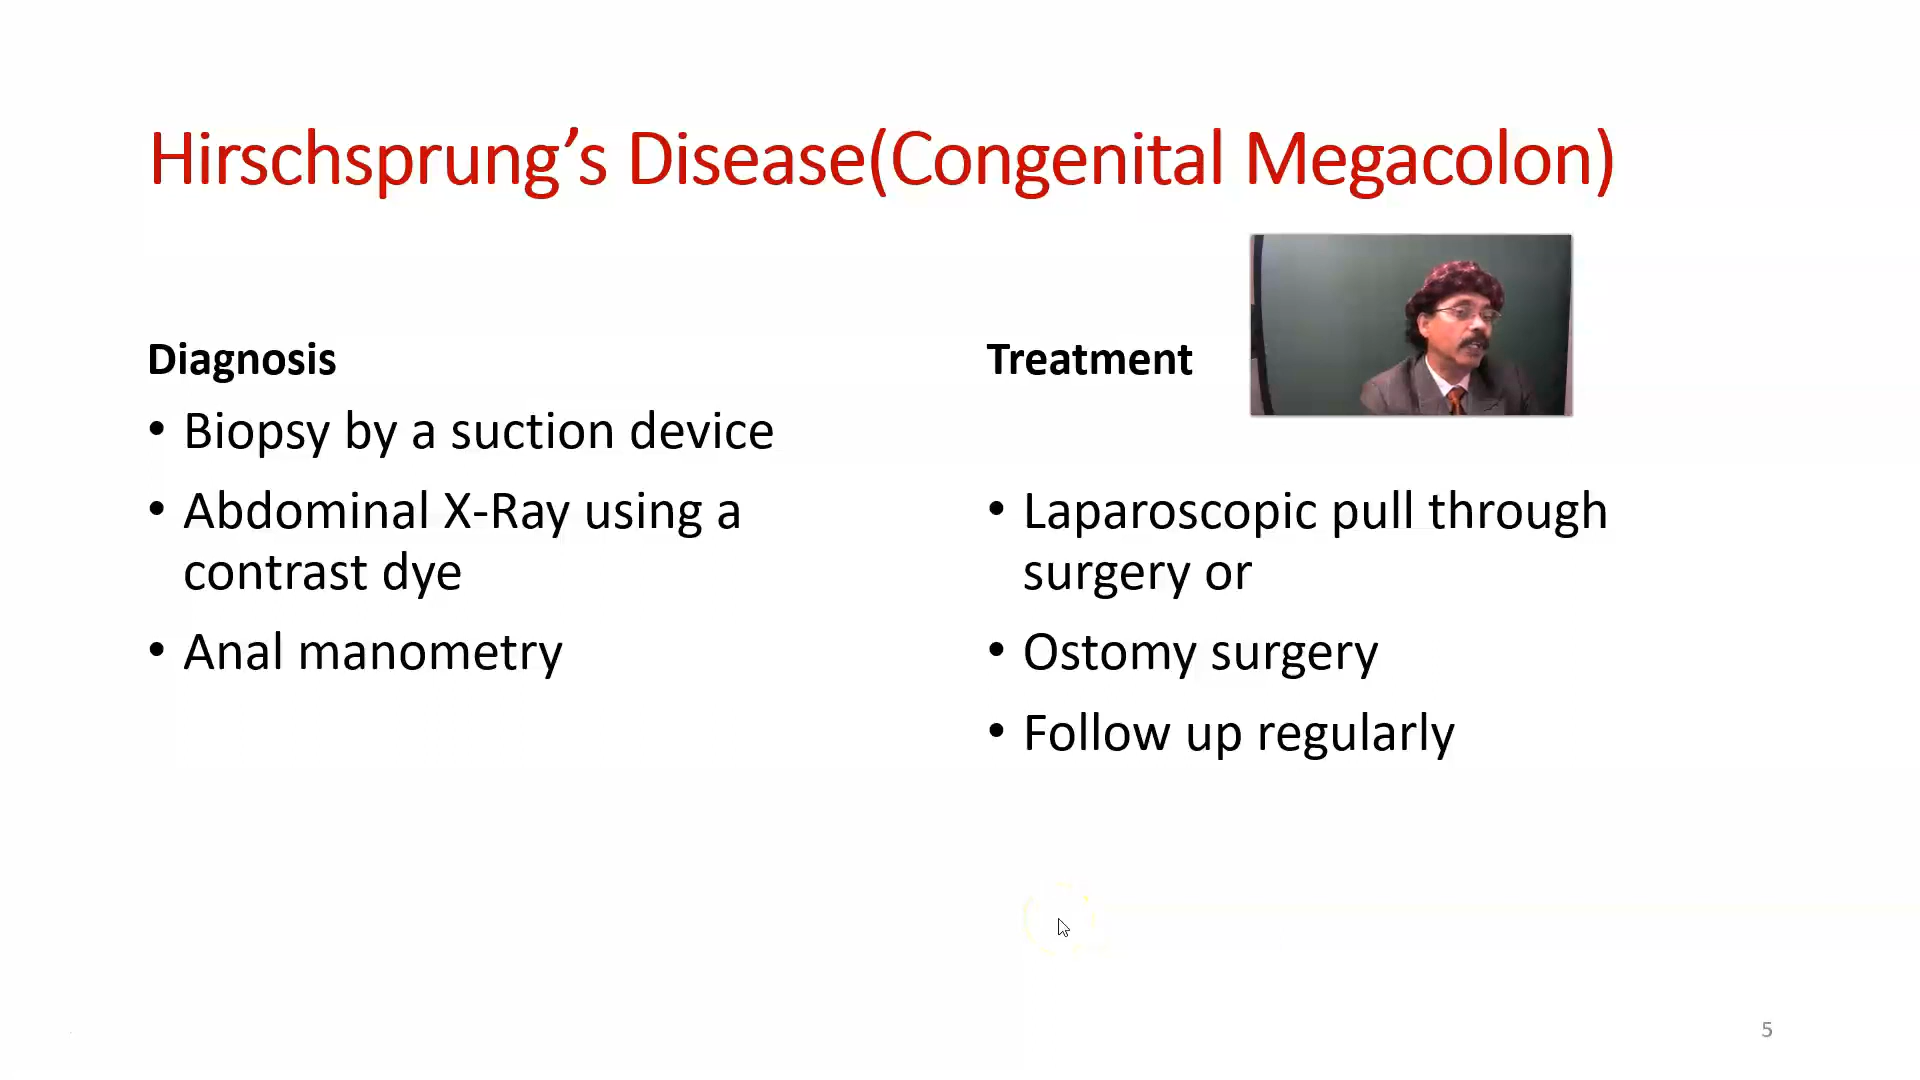 Hirschsprung’s Disease(Congenital Megacolon)
Diagnosis
• Biopsy by a suction device
• Abdominal X-Ray using a
contrast dye
• Anal manometry
Treatment
• Laparoscopic pull through
surgery or
• Ostomy surgery
• Follow up regularly
5